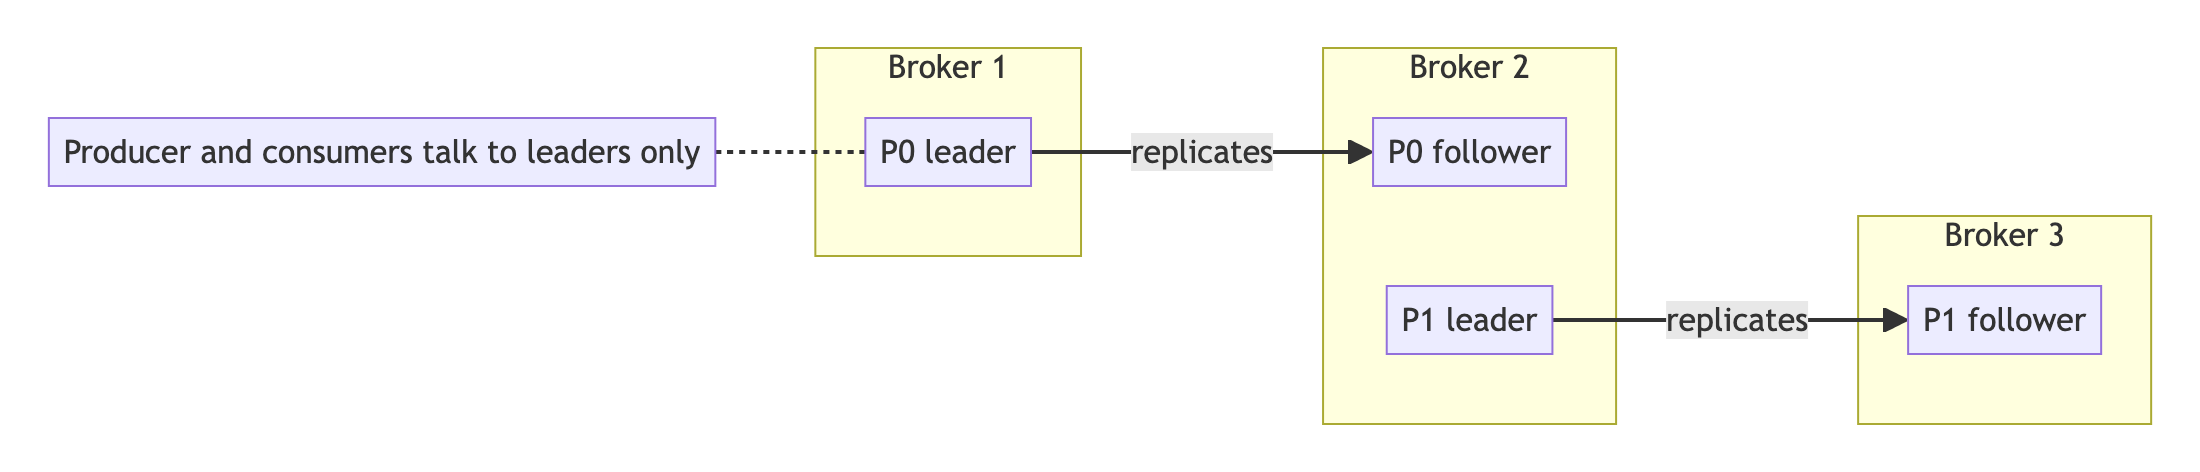 Broker 1
Broker 2
Producer and consumers talk to leaders only
P0 leader
replicates
P0 follower
Broker 3
P1 leader
replicates
P1 follower